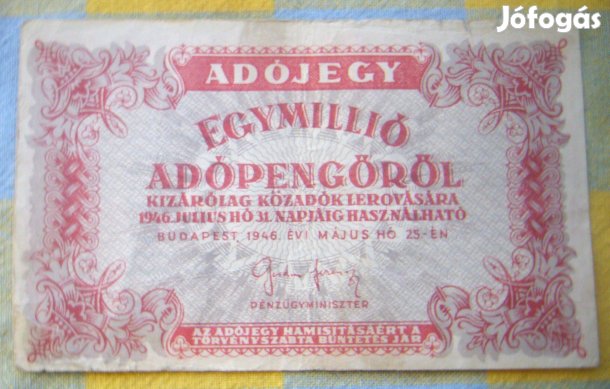 Jófogás
ADÓJEGY
EGYMILLIÓ
ADÓPENGŐRŐL
KIZÁRÓLAG KÖZADÓK LEROVÁSÁRA
1946. JULIUS HÓ 31. NAPJÁIG HASZNÁLHATÓ
BUDAPEST, 1946. ÉVI MÁJUS HÓ 25-ÉN
PÉNZÜGYMINISZTER
AZ ADÓJEGY HAMISITÁSÁÉRT A
TÖRVÉNYSZABTA BÜNTETÉS JÁR